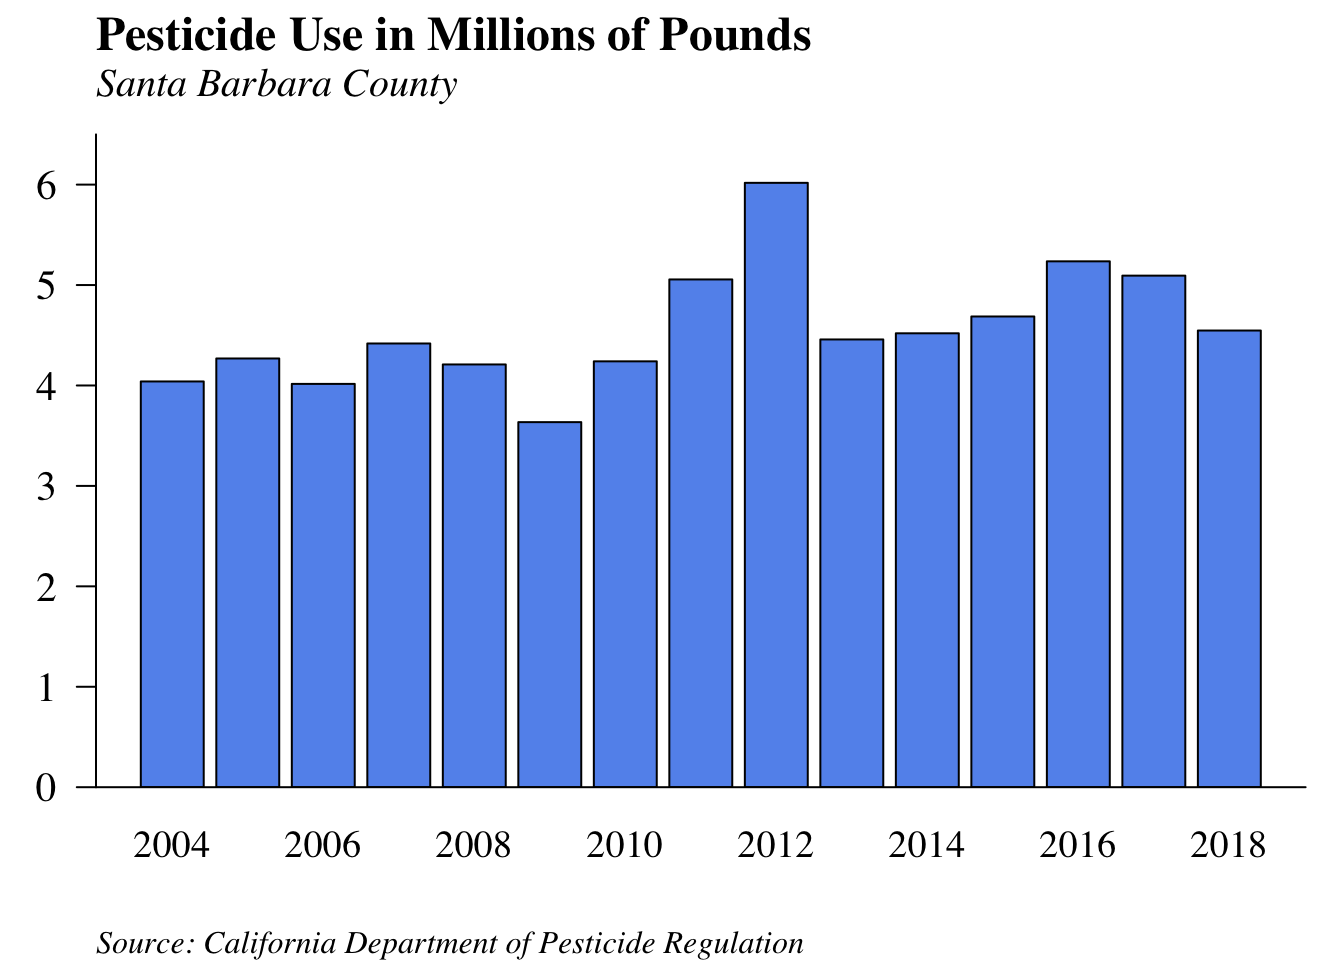 Pesticide Use in Millions of Pounds
Santa Barbara County
6
5
4
3
2
1
0
2004 2006 2008 2010 2012 2014 2016 2018
Source: California Department of Pesticide Regulation